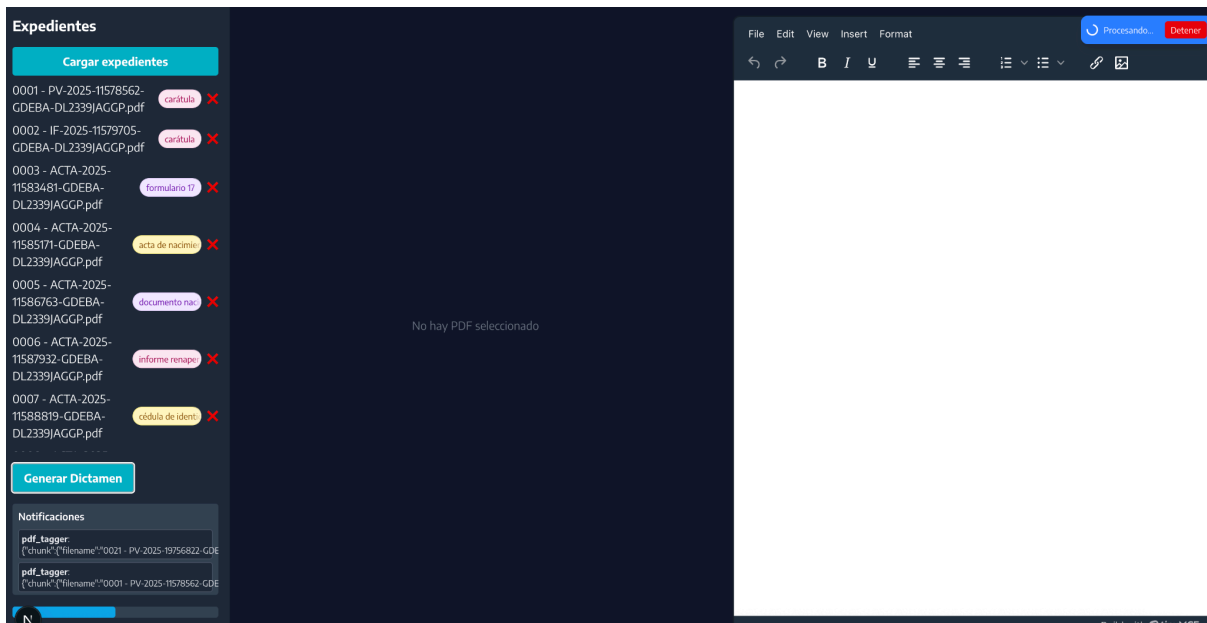 Expedientes
Cargar expedientes
0001 - PV-2025-11578562-
GDEBA-DL2339JAGGP.pdf
carátula
0002 - IF-2025-11579705-
GDEBA-DL2339JAGGP.pdf
carátula
0003 - ACTA-2025-
11583481-GDEBA-
DL2339JAGGP.pdf
formulario 17
0004 - ACTA-2025-
11585171-GDEBA-
DL2339JAGGP.pdf
acta de nacimie
0005 - ACTA-2025-
11586763-GDEBA-
DL2339JAGGP.pdf
documento nac
0006 - ACTA-2025-
11587932-GDEBA-
DL2339JAGGP.pdf
informe renaper
0007 - ACTA-2025-
11588819-GDEBA-
DL2339JAGGP.pdf
cédula de ident
Generar Dictamen
Notificaciones
pdf_tagger:
{"chunk":{"filename":"0021 - PV-2025-19756822-GDE
pdf_tagger:
{"chunk":{"filename":"0001 - PV-2025-11578562-GDE
N
No hay PDF seleccionado
File Edit View Insert Format
Procesando... Detener
B I U